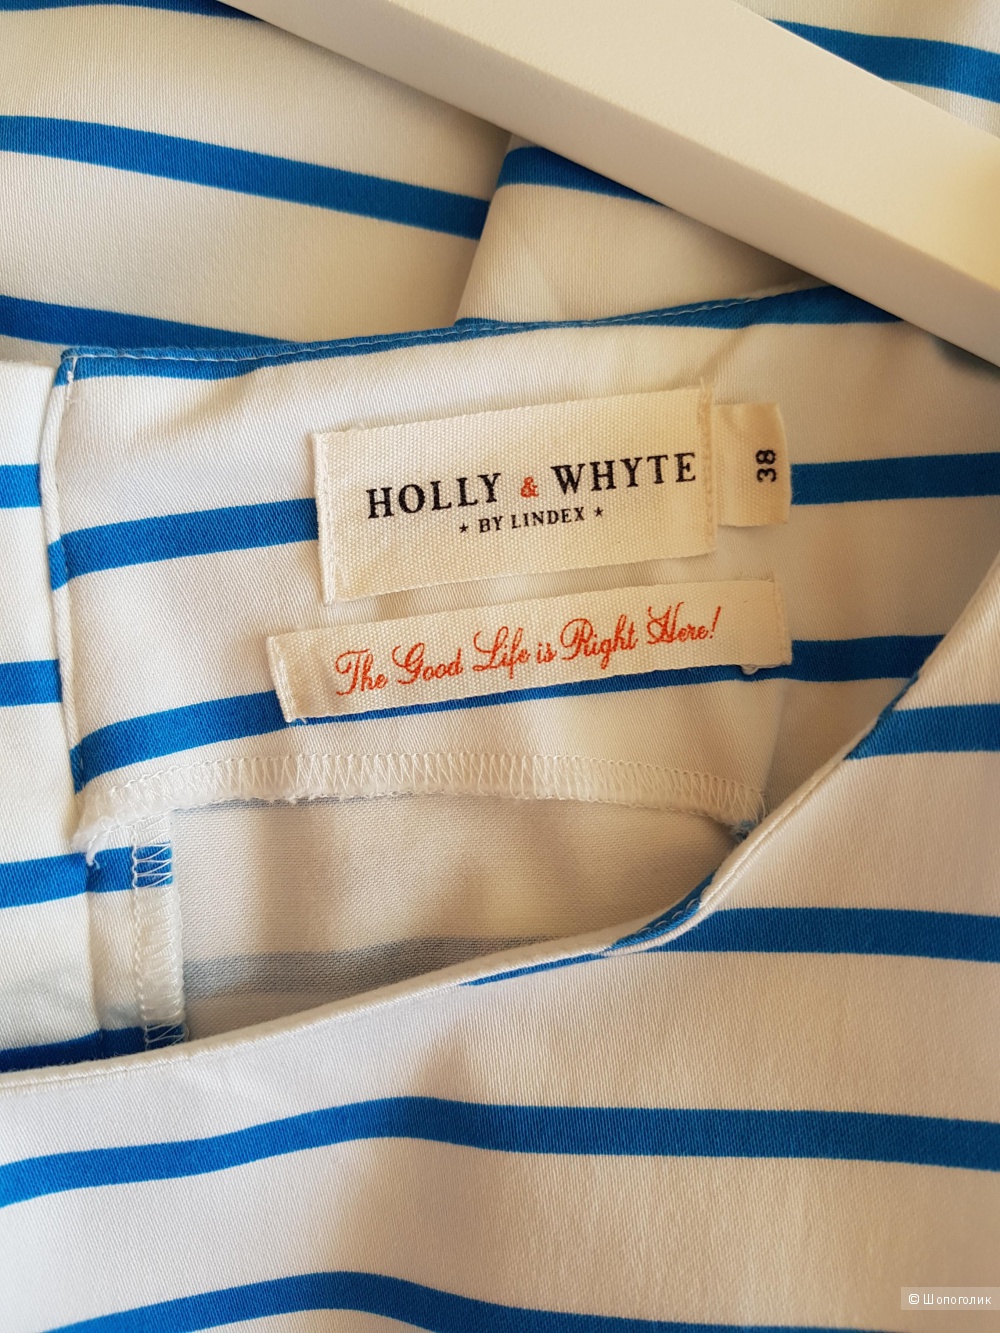 HOLLY & WHYTE
★ BY LINDEX ★
38
The Good Life is Right Here!
© Шопоголик